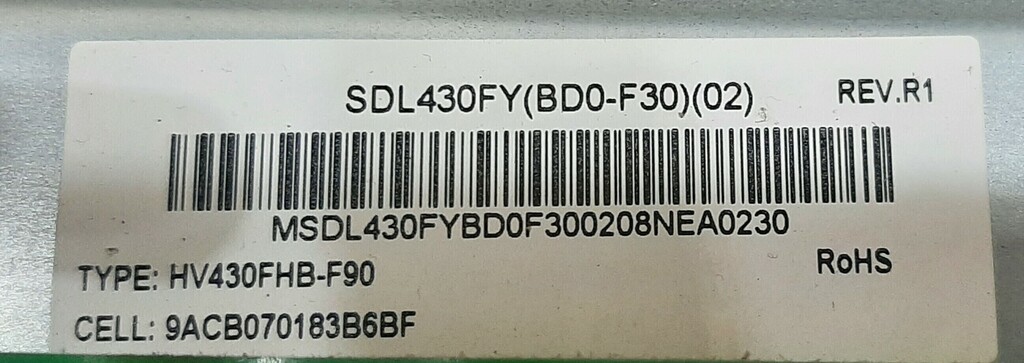 SDL430FY(BD0-F30)(02)
REV.R1
MSDL430FYBD0F300208NEA0230
RoHS
TYPE: HV430FHB-F90
CELL: 9ACB070183B6BF